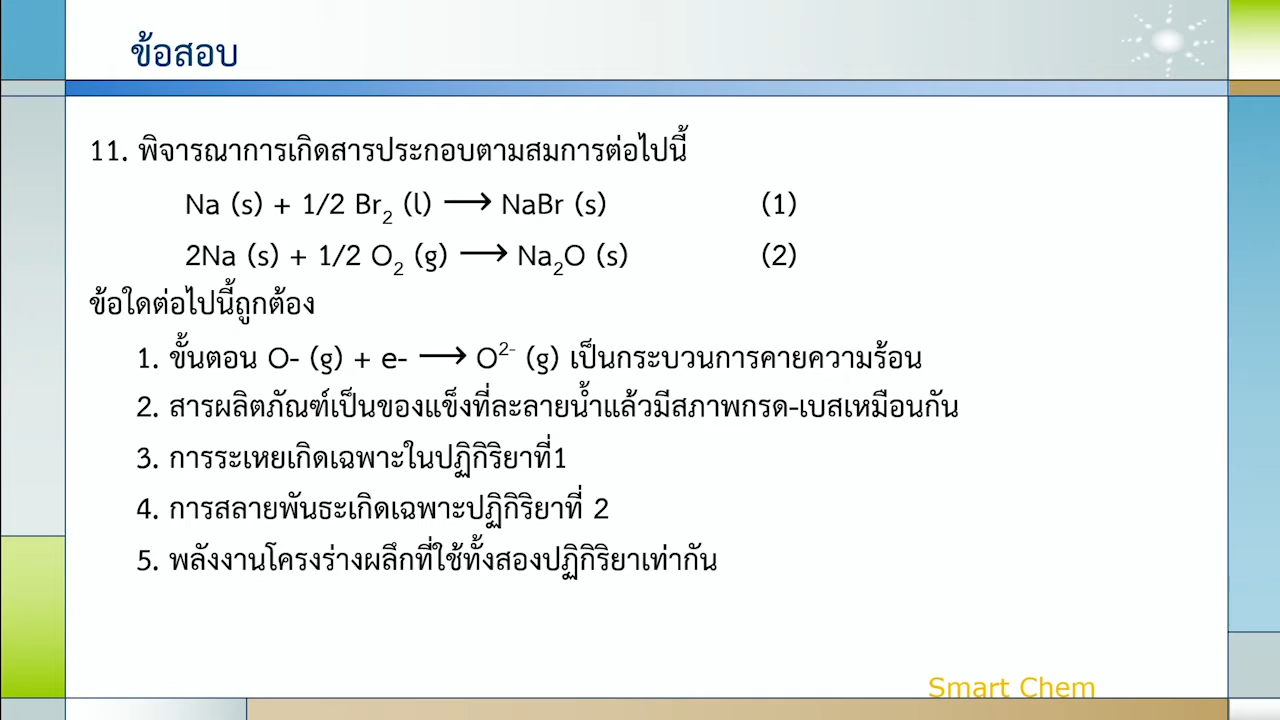 ข้อสอบ
11. พิจารณาการเกิดสารประกอบตามสมการต่อไปนี้
Na (s) + 1/2 Br₂ (l) ⟶ NaBr (s) (1)
2Na (s) + 1/2 O₂ (g) ⟶ Na₂O (s) (2)
ข้อใดต่อไปนี้ถูกต้อง
1. ขั้นตอน O- (g) + e- ⟶ O²⁻ (g) เป็นกระบวนการคายความร้อน
2. สารผลิตภัณฑ์เป็นของแข็งที่ละลายน้ำแล้วมีสภาพกรด-เบสเหมือนกัน
3. การระเหยเกิดเฉพาะในปฏิกิริยาที่1
4. การสลายพันธะเกิดเฉพาะปฏิกิริยาที่ 2
5. พลังงานโครงร่างผลึกที่ใช้ทั้งสองปฏิกิริยาเท่ากัน
Smart Chem